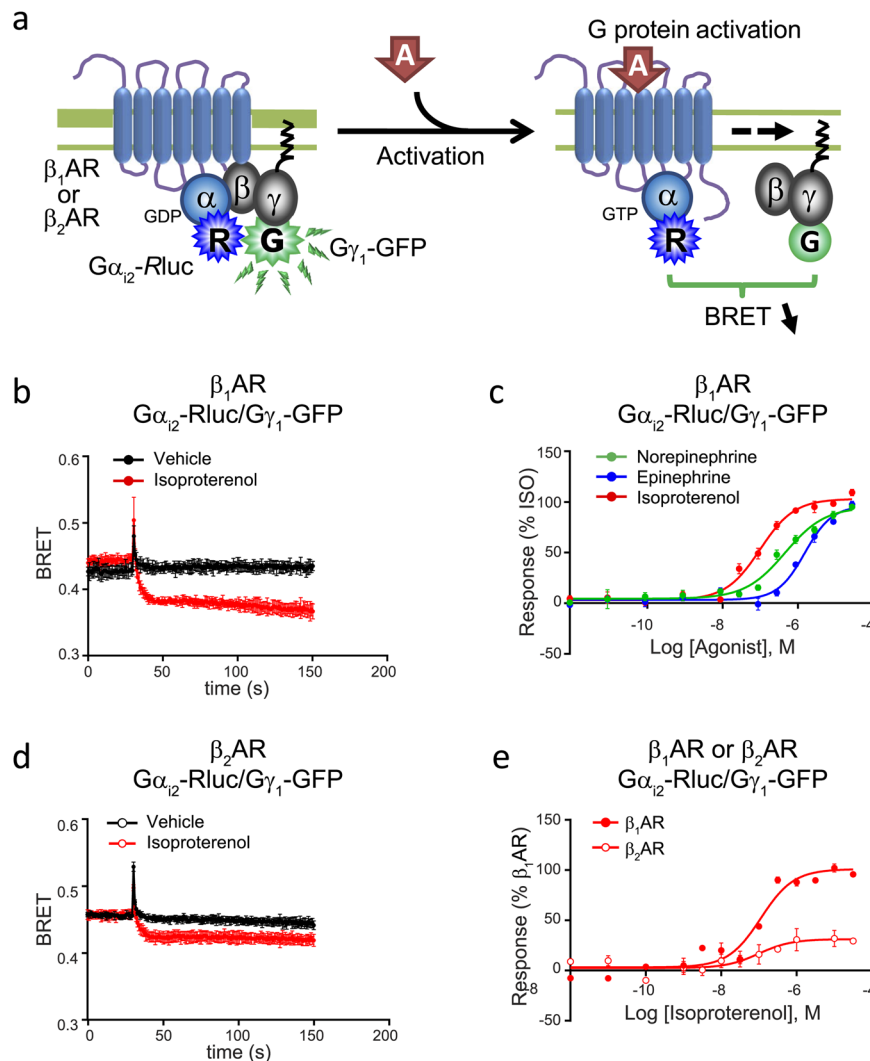 a
A
Activation
G protein activation
A
β₁AR
or
β₂AR
GDP
α
β
γ
R
G
Gαi2-Rluc
Gγ₁-GFP
GTP
α
R
β
γ
G
BRET
b
β₁AR
Gαi2-Rluc/Gγ₁-GFP
Vehicle
Isoproterenol
BRET
0.6
0.5
0.4
0.3
0 50 100 150 200
time (s)
c
β₁AR
Gαi2-Rluc/Gγ₁-GFP
Norepinephrine
Epinephrine
Isoproterenol
Response (% ISO)
150
100
50
0
-50
-10 -8 -6 -4
Log [Agonist], M
d
β₂AR
Gαi2-Rluc/Gγ₁-GFP
Vehicle
Isoproterenol
BRET
0.6
0.5
0.4
0.3
0 50 100 150 200
time (s)
e
β₁AR or β₂AR
Gαi2-Rluc/Gγ₁-GFP
β₁AR
β₂AR
Response (% β₁AR)
150
100
50
0
-50
-8
-10 -8 -6 -4
Log [Isoproterenol], M